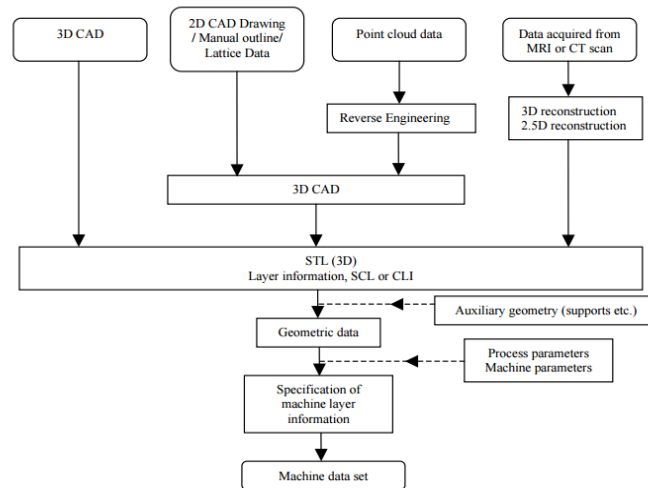 3D CAD
2D CAD Drawing
/ Manual outline/
Lattice Data
Point cloud data
Data acquired from
MRI or CT scan
Reverse Engineering
3D reconstruction
2.5D reconstruction
3D CAD
STL (3D)
Layer information, SCL or CLI
Auxiliary geometry (supports etc.)
Geometric data
Process parameters
Machine parameters
Specification of
machine layer
information
Machine data set